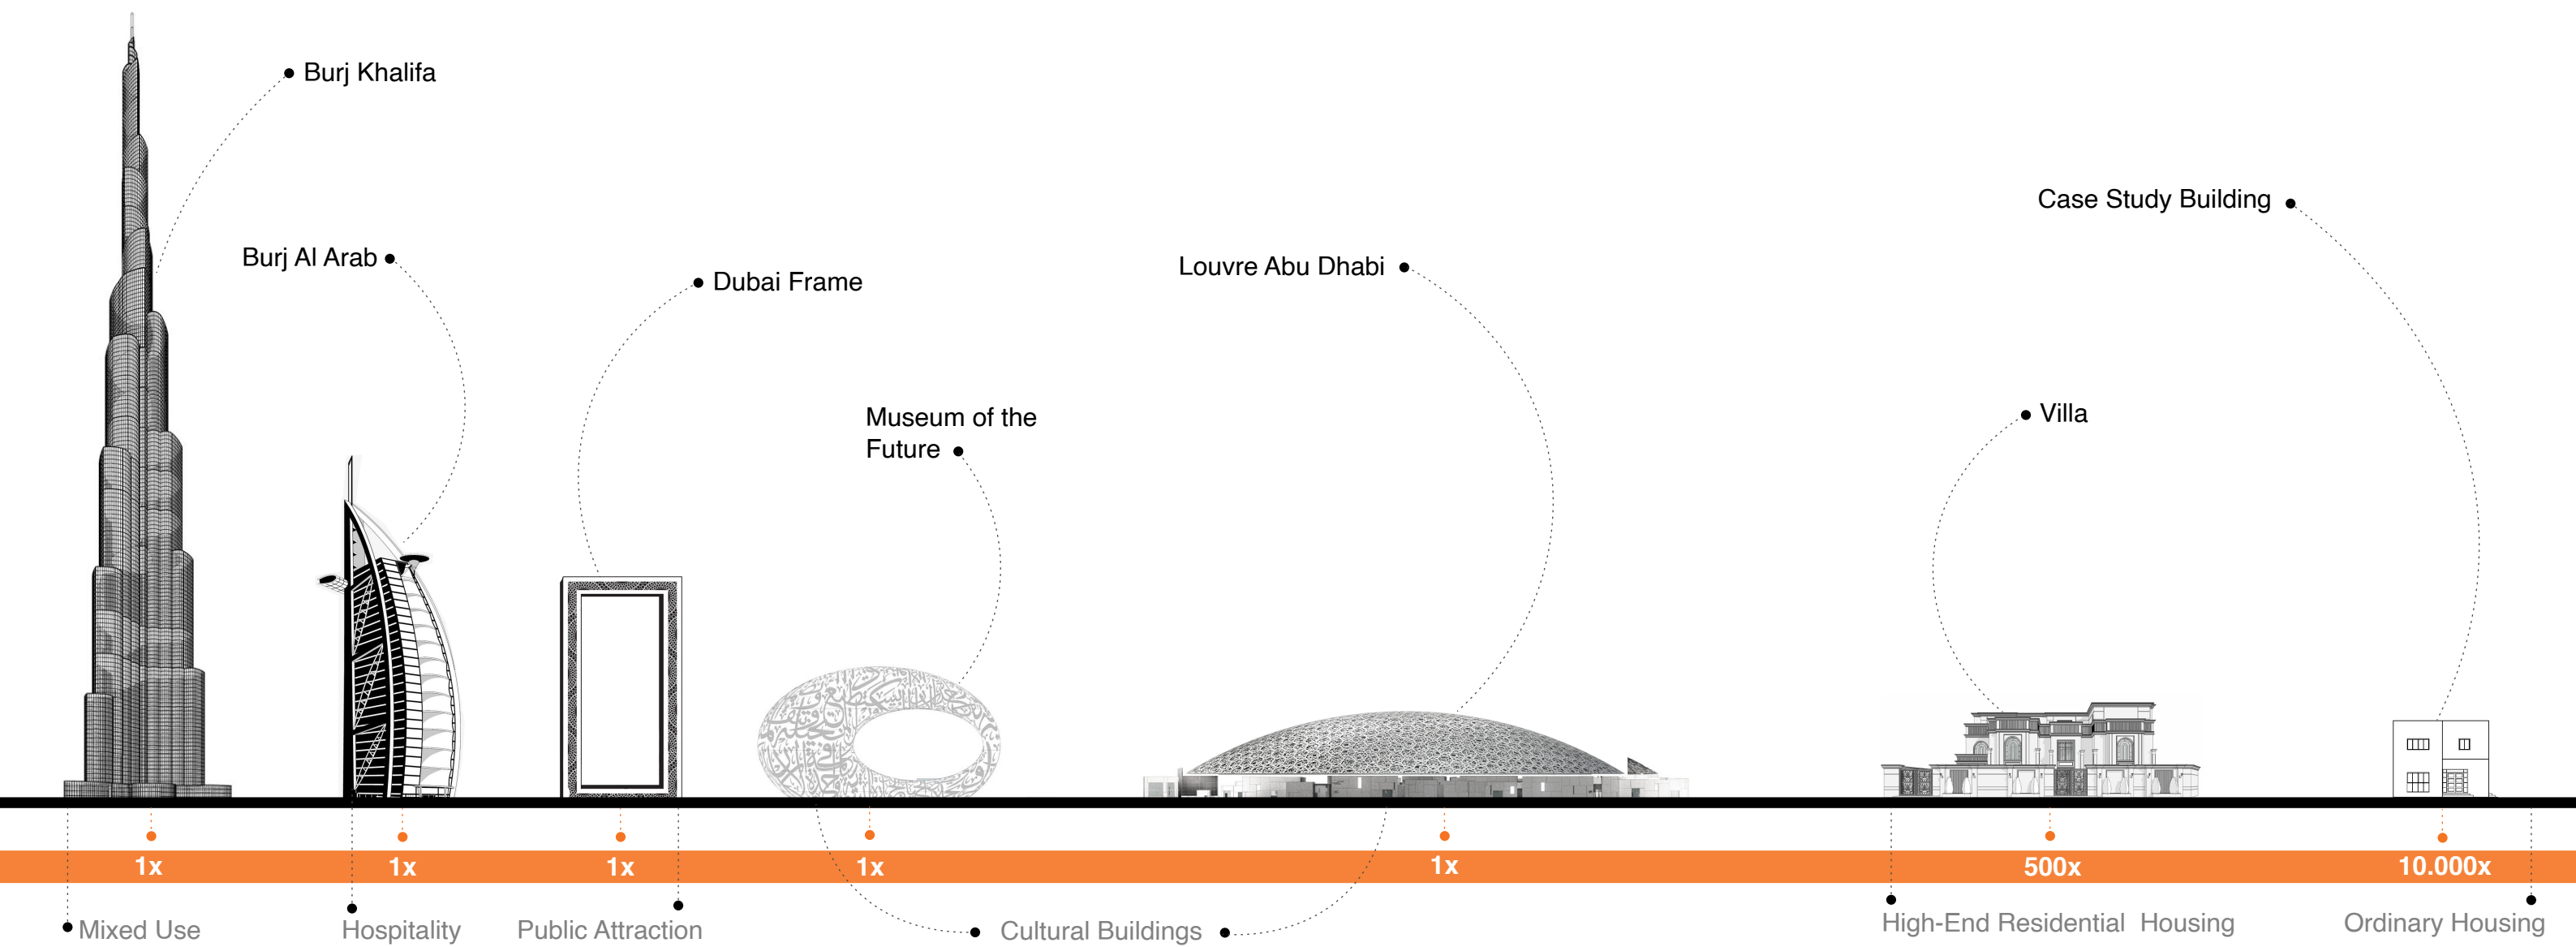 Burj Khalifa
Case Study Building
Burj Al Arab
Louvre Abu Dhabi
Dubai Frame
Museum of the
Future
Villa
1x
1x
1x
1x
1x
500x
10.000x
Mixed Use
Hospitality
Public Attraction
Cultural Buildings
High-End Residential Housing
Ordinary Housing